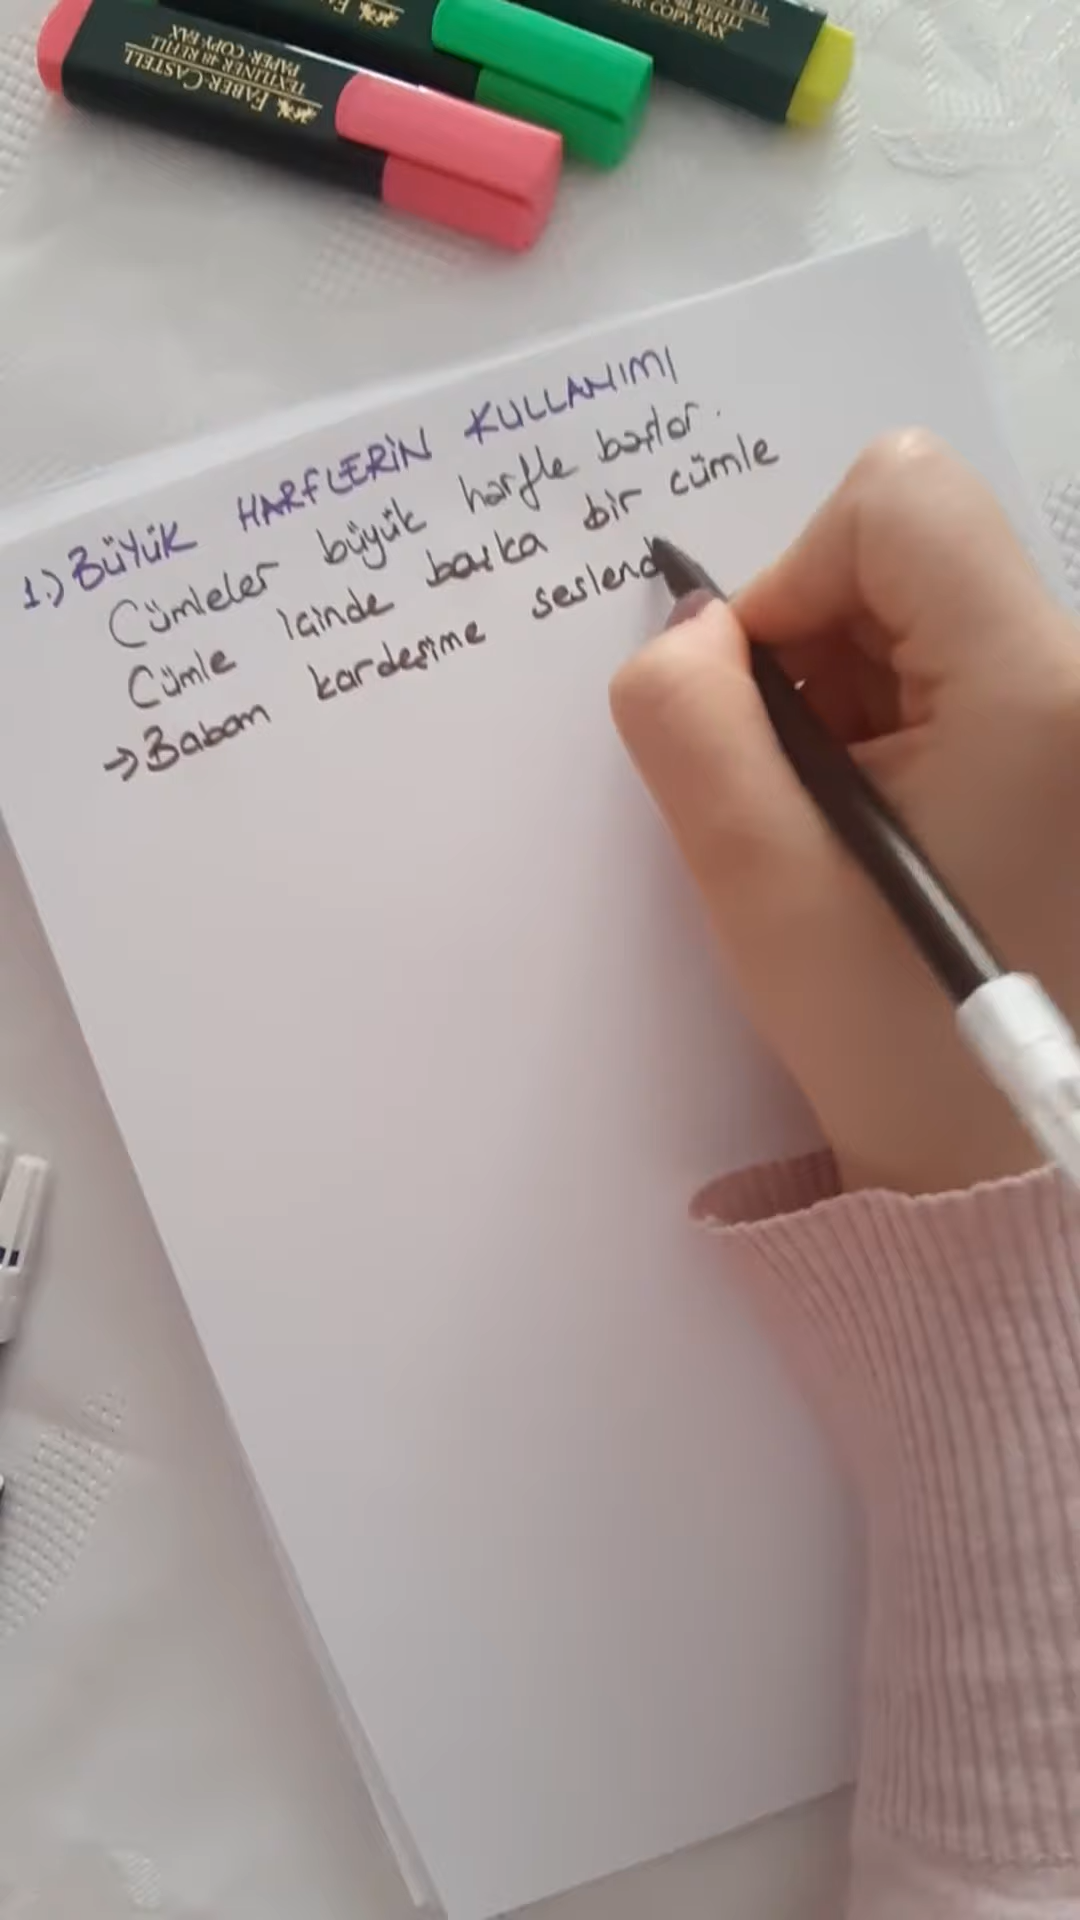 FABER-CASTELL
TEXTLINER 48 REFILL
PAPER·COPY·FAX
1.) BÜYÜK HARFLERİN KULLANIMI
Cümleler büyük harfle başlar.
Cümle içinde başka bir cümle
→ Babam kardeşime seslend